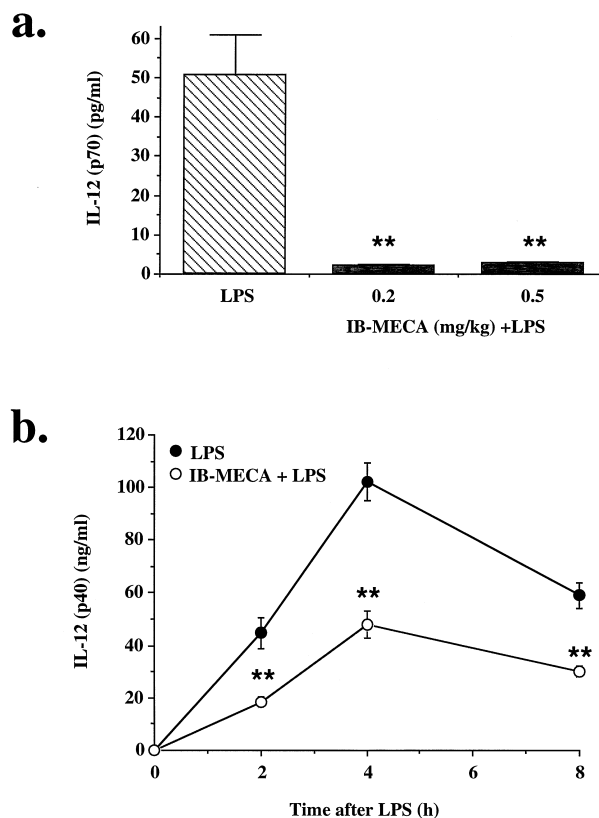 a.
IL-12 (p70) (pg/ml)
60
50
40
30
20
10
0
** **
LPS 0.2 0.5
IB-MECA (mg/kg) +LPS
b.
IL-12 (p40) (ng/ml)
120
100
80
60
40
20
0
LPS
IB-MECA + LPS
**
**
**
0 2 4 6 8
Time after LPS (h)